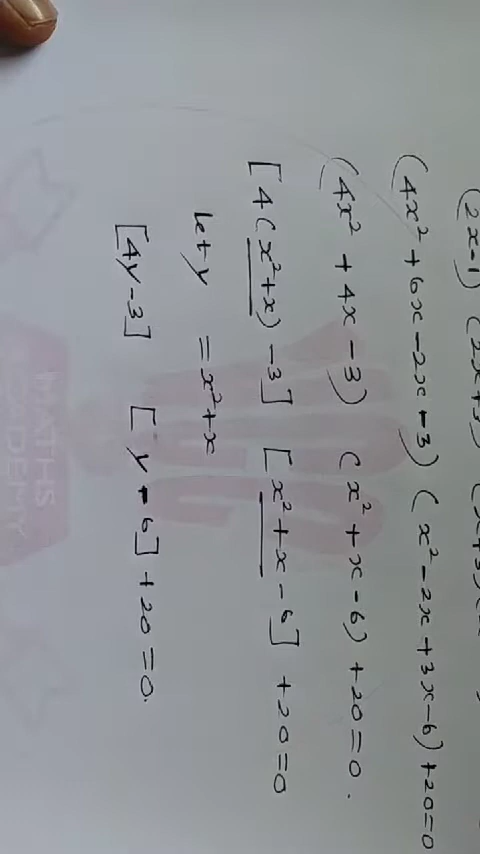 (2x-1) (2x+3) (x+3)
(4x² + 6x - 2x - 3) (x² - 2x + 3x - 6) + 20 = 0
(4x² + 4x - 3) (x² + x - 6) + 20 = 0.
[4(x² + x) - 3] [x² + x - 6] + 20 = 0
let y = x² + x
[4y - 3] [y - 6] + 20 = 0.
MATHS